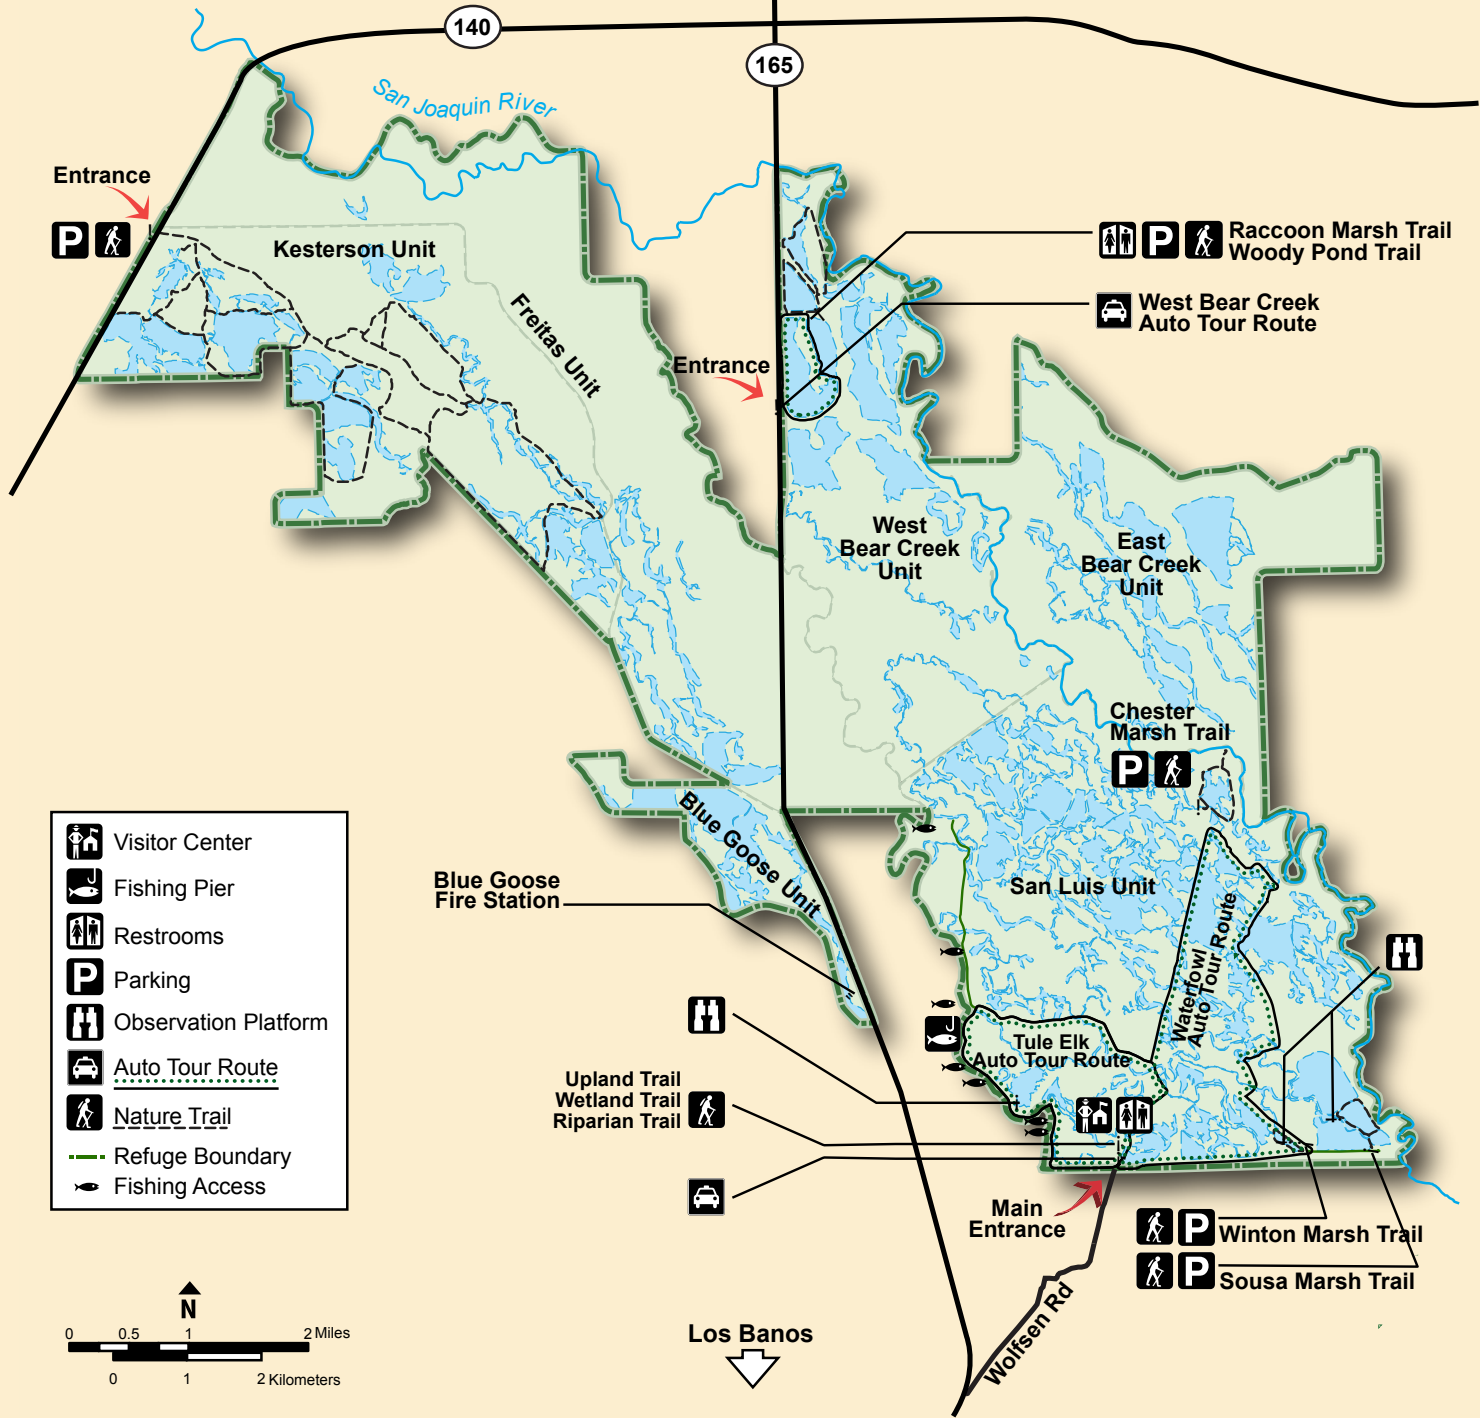 140
165
San Joaquin River
Entrance
P
Kesterson Unit
Freitas Unit
Entrance
P
Raccoon Marsh Trail
Woody Pond Trail
West Bear Creek
Auto Tour Route
West
Bear Creek
Unit
East
Bear Creek
Unit
Chester
Marsh Trail
P
Blue Goose Unit
Blue Goose
Fire Station
San Luis Unit
Waterfowl
Auto Tour Route
Tule Elk
Auto Tour Route
Upland Trail
Wetland Trail
Riparian Trail
Main
Entrance
P
Winton Marsh Trail
P
Sousa Marsh Trail
Wolfsen Rd
Los Banos
Visitor Center
Fishing Pier
Restrooms
P
Parking
Observation Platform
Auto Tour Route
Nature Trail
Refuge Boundary
Fishing Access
N
0 0.5 1 2 Miles
0 1 2 Kilometers